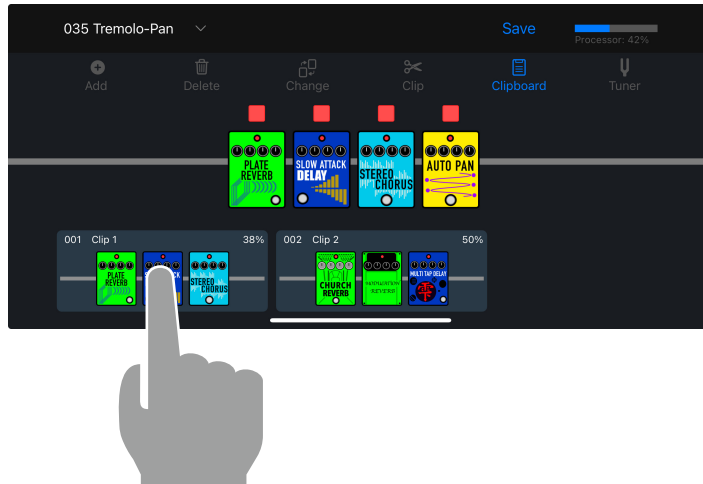 035 Tremolo-Pan
Save
Processor: 42%
Add
Delete
Change
Clip
Clipboard
Tuner
PLATE
REVERB
SLOW ATTACK
DELAY
STEREO
CHORUS
AUTO PAN
001 Clip 1 38%
002 Clip 2 50%
PLATE
REVERB
STEREO
CHORUS
CHURCH
REVERB
REVERB
MULTI TAP DELAY
零